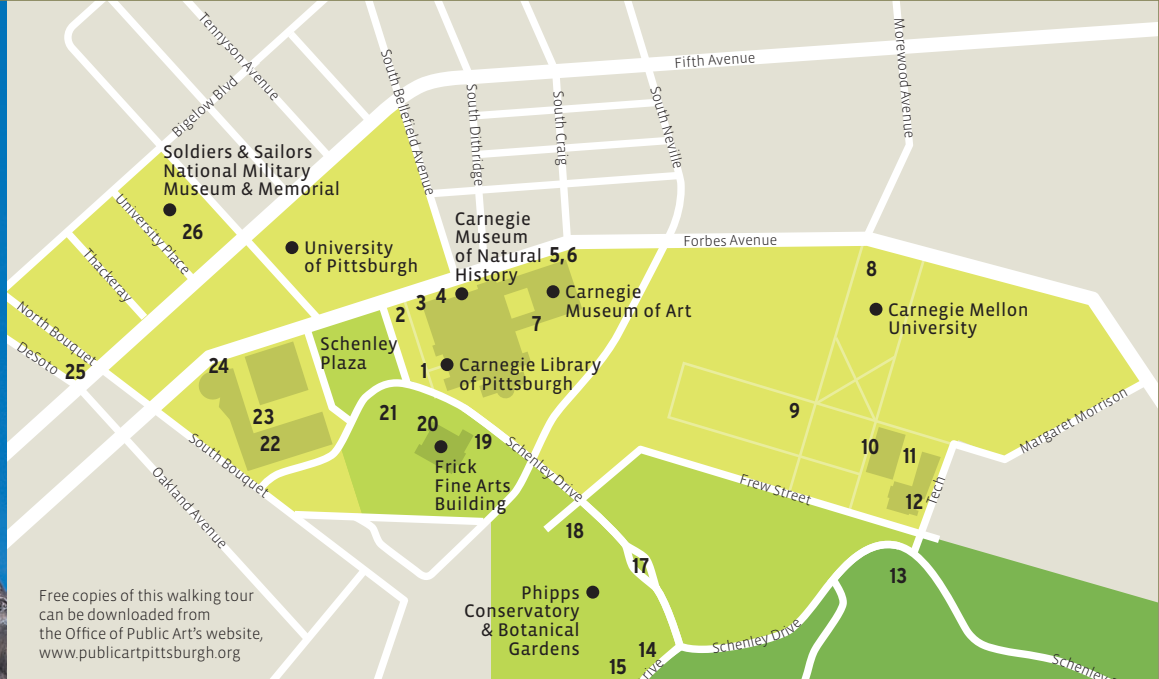 Tennyson Avenue
Bigelow Blvd
South Bellefield Avenue
South Dithridge
South Craig
South Neville
Fifth Avenue
Morewood Avenue
Soldiers & Sailors
National Military
Museum & Memorial
26
University Place
Thackeray
University
of Pittsburgh
Carnegie
Museum
of Natural
History
5,6
Forbes Avenue
8
Carnegie
Museum of Art
7
4
3
2
Carnegie Mellon
University
North Bouquet
DeSoto
25
24
Schenley
Plaza
1
Carnegie Library
of Pittsburgh
23
22
21
20
19
Frick
Fine Arts
Building
9
10
11
12
Tech
Margaret Morrison
South Bouquet
Oakland Avenue
Schenley Drive
Frew Street
18
17
13
Phipps
Conservatory
& Botanical
Gardens
14
15
Schenley Drive
rive
Schenley
Free copies of this walking tour
can be downloaded from
the Office of Public Art's website,
www.publicartpittsburgh.org